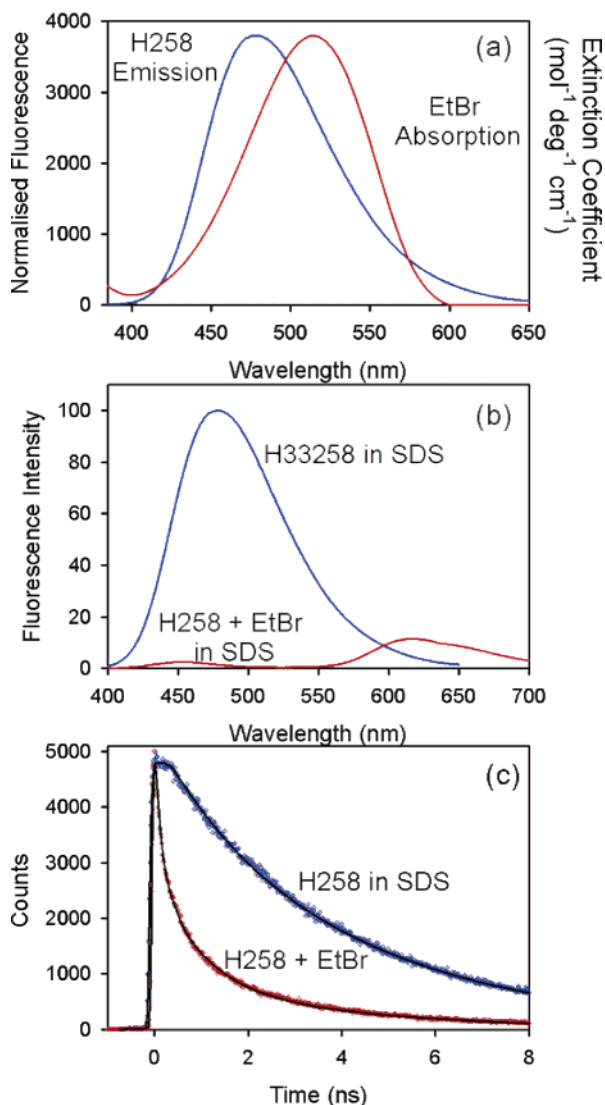 (a)
H258
Emission
EtBr
Absorption
4000
3000
2000
1000
0
Normalised Fluorescence
Extinction Coefficient
(mol⁻¹ deg⁻¹ cm⁻¹)
400 450 500 550 600 650
Wavelength (nm)
(b)
H33258 in SDS
H258 + EtBr
in SDS
100
80
60
40
20
0
Fluorescence Intensity
400 450 500 550 600 650 700
Wavelength (nm)
(c)
H258 in SDS
H258 + EtBr
5000
4000
3000
2000
1000
0
Counts
0 2 4 6 8
Time (ns)